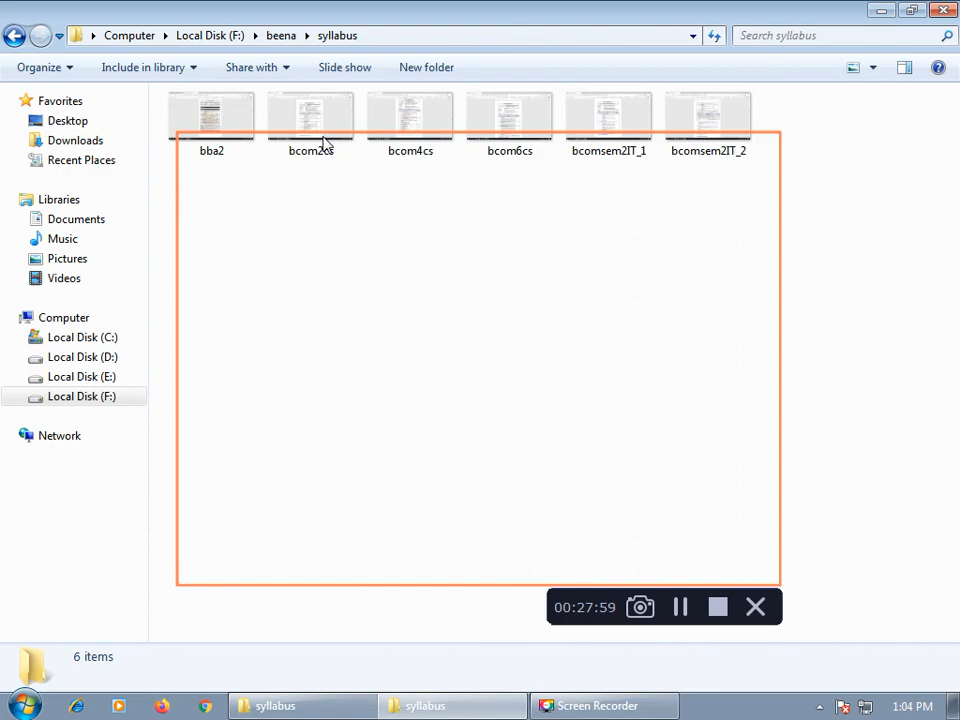 Computer Local Disk (F:) beena syllabus
Search syllabus
Organize Include in library Share with Slide show New folder
Favorites
Desktop
Downloads
Recent Places
Libraries
Documents
Music
Pictures
Videos
Computer
Local Disk (C:)
Local Disk (D:)
Local Disk (E:)
Local Disk (F:)
Network
bba2 bcom2cs bcom4cs bcom6cs bcomsem2IT_1 bcomsem2IT_2
00:27:59
6 items
syllabus syllabus Screen Recorder 1:04 PM